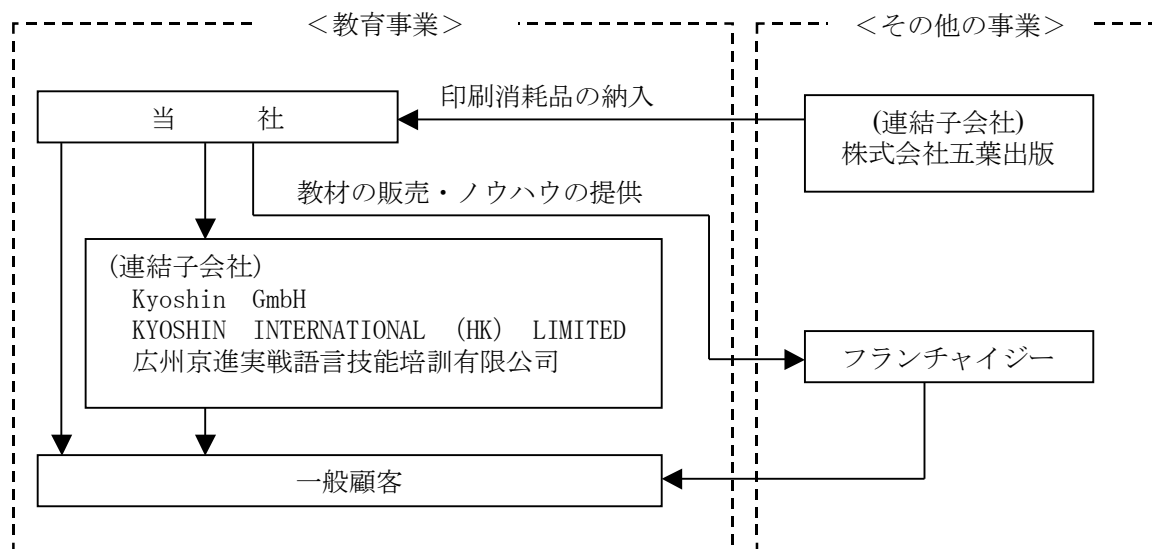 ＜教育事業＞
＜その他の事業＞
印刷消耗品の納入
当　　　社
(連結子会社)
株式会社五葉出版
教材の販売・ノウハウの提供
(連結子会社)
Kyoshin GmbH
KYOSHIN INTERNATIONAL (HK) LIMITED
広州京進実戦語言技能培訓有限公司
フランチャイジー
一般顧客